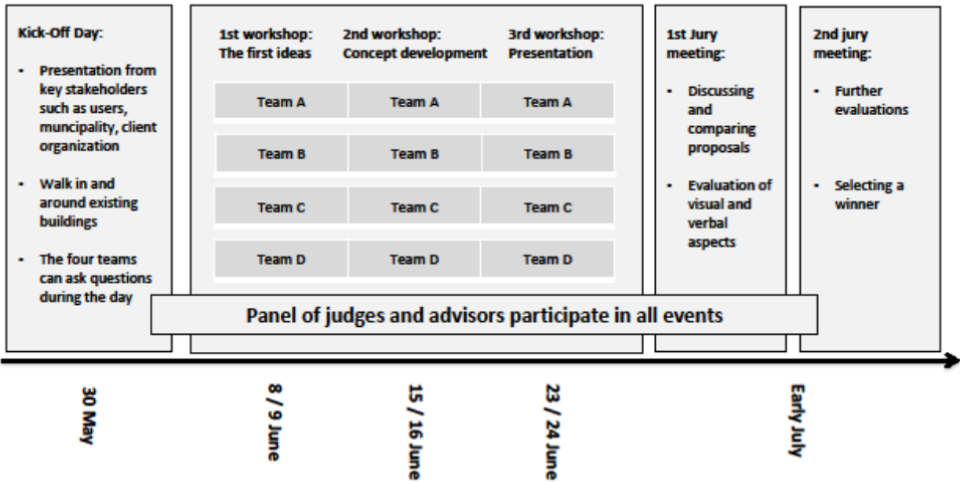 Kick-Off Day:
▪ Presentation from
key stakeholders
such as users,
muncipality, client
organization
▪ Walk in and
around existing
buildings
▪ The four teams
can ask questions
during the day
1st workshop:
The first ideas
2nd workshop:
Concept development
3rd workshop:
Presentation
Team A Team A Team A
Team B Team B Team B
Team C Team C Team C
Team D Team D Team D
1st Jury
meeting:
▪ Discussing
and
comparing
proposals
▪ Evaluation of
visual and
verbal
aspects
2nd jury
meeting:
▪ Further
evaluations
▪ Selecting a
winner
Panel of judges and advisors participate in all events
30 May
8 / 9 June
15 / 16 June
23 / 24 June
Early July